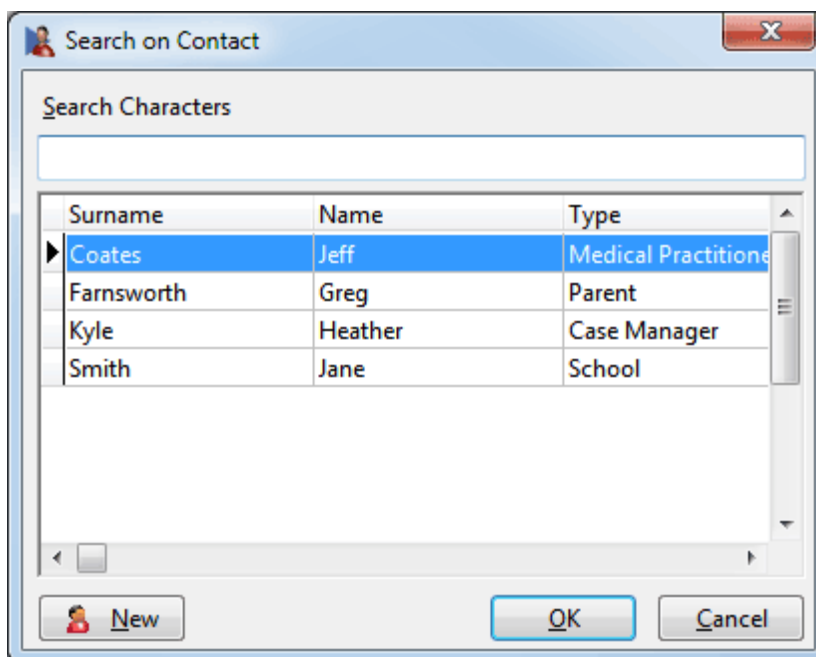 Search on Contact
Search Characters
Surname Name Type
Coates Jeff Medical Practitione
Farnsworth Greg Parent
Kyle Heather Case Manager
Smith Jane School
New OK Cancel